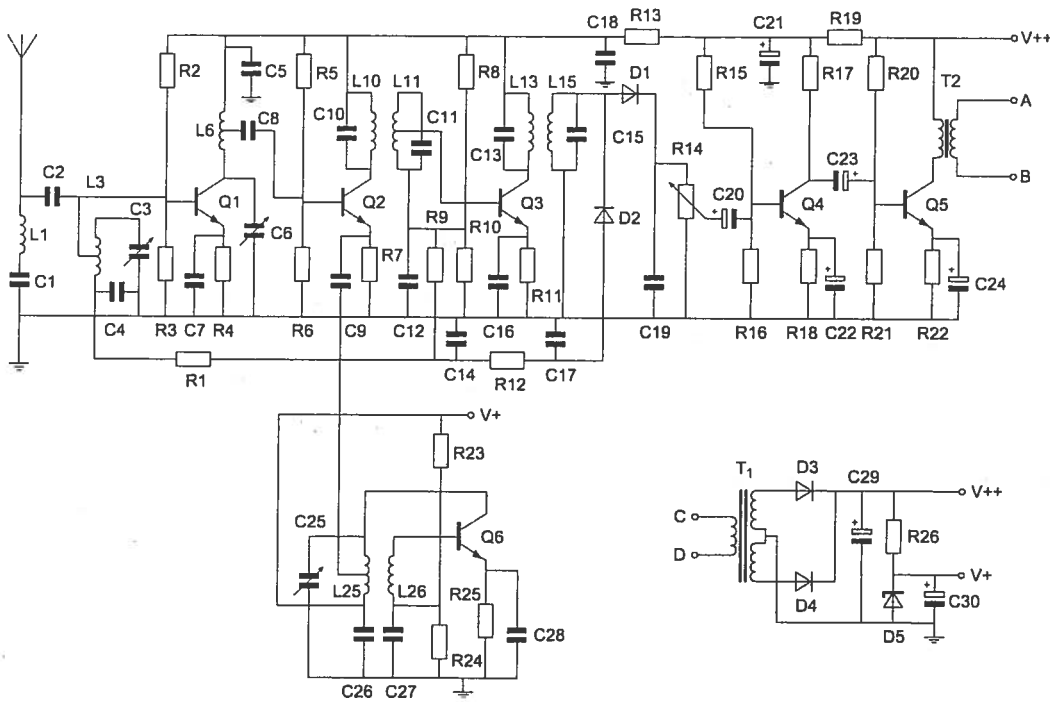 C18 R13 C21 R19
V++
R2 C5 R5 L10 L11 R8 L13 L15 D1 R15 R17 R20 T2
L6 C8 C10 C11 C13 C15 A
R14 C23 B
C2 L3 Q1 Q2 Q3 C20 Q4 Q5
C3 C6 R9 R10 D2
L1 R7
C1 R11 C24
C4 R3 C7 R4 R6 C9 C12 C16 C19 R16 R18 C22 R21 R22
R1 C14 R12 C17
V+
R23
T1 D3 C29 V++
C25 Q6 C R26
D
L25 L26 R25 V+
D4 C30
C28 D5
R24
C26 C27